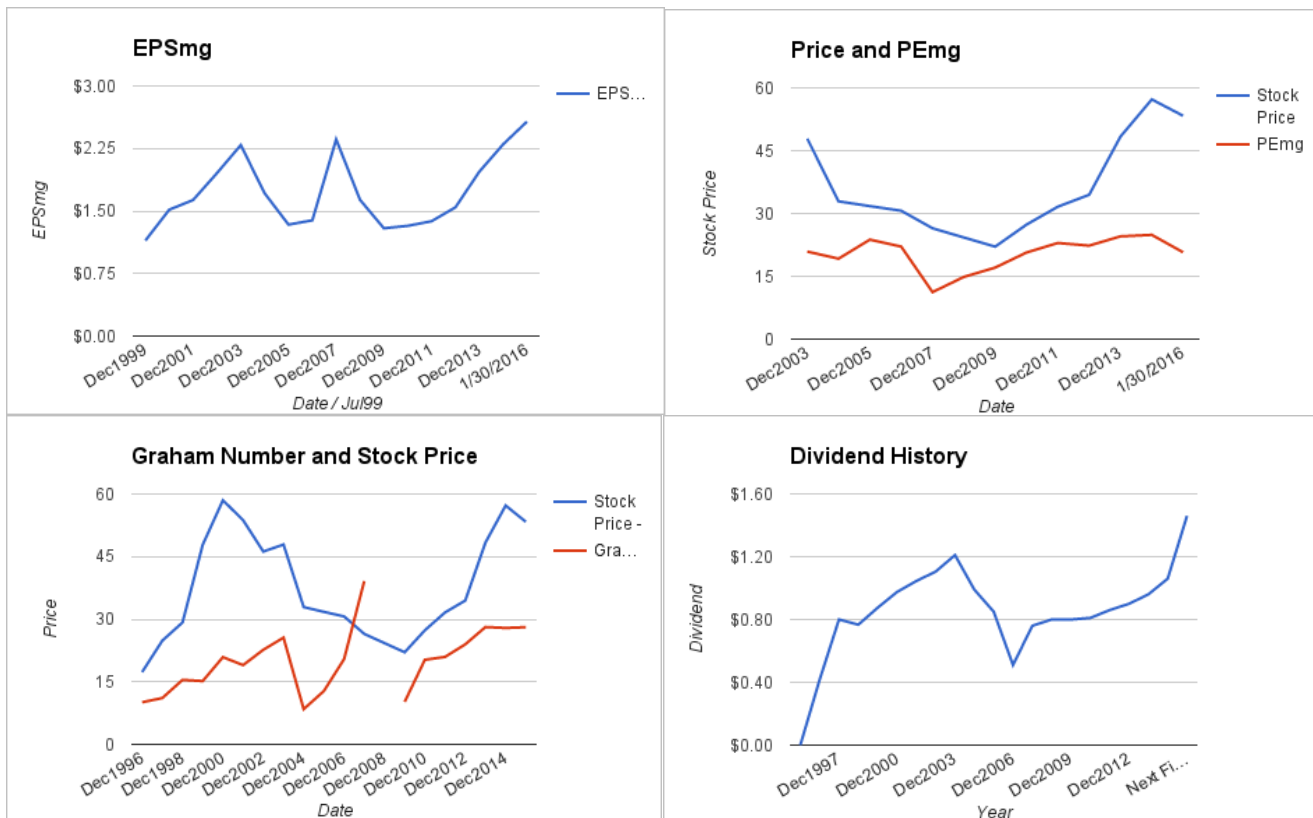 EPSmg
$3.00
$2.25
$1.50
$0.75
$0.00
EPSmg
EPS...
Dec1999
Dec2001
Dec2003
Dec2005
Dec2007
Dec2009
Dec2011
Dec2013
1/30/2016
Date / Jul99
Price and PEmg
60
45
30
15
0
Stock Price
Stock
Price
PEmg
Dec2003
Dec2005
Dec2007
Dec2009
Dec2011
Dec2013
1/30/2016
Date
Graham Number and Stock Price
60
45
30
15
0
Price
Stock
Price -
Gra...
Dec1996
Dec1998
Dec2000
Dec2002
Dec2004
Dec2006
Dec2008
Dec2010
Dec2012
Dec2014
Date
Dividend History
$1.60
$1.20
$0.80
$0.40
$0.00
Dividend
Dec1997
Dec2000
Dec2003
Dec2006
Dec2009
Dec2012
Next Fi...
Year